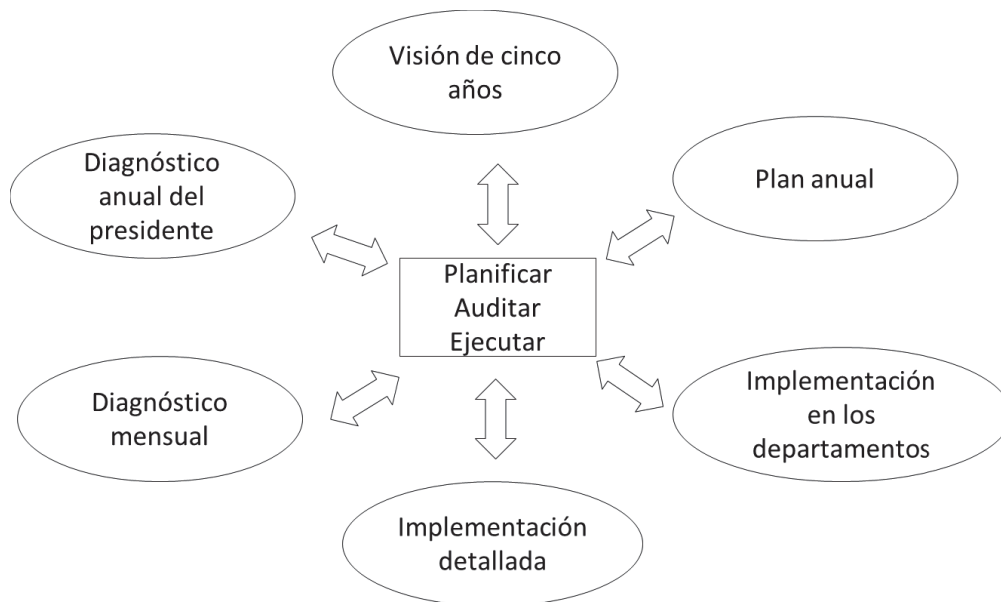 Visión de cinco
años
Diagnóstico
anual del
presidente
Plan anual
Planificar
Auditar
Ejecutar
Diagnóstico
mensual
Implementación
en los
departamentos
Implementación
detallada